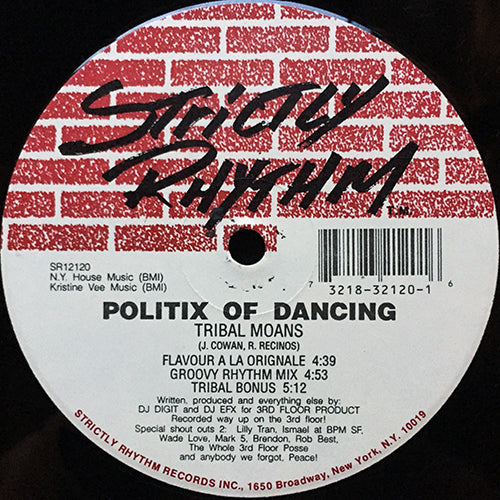 STRICTLY
RHYTHM
T.M.
SR12120
N.Y. House Music (BMI)
Kristine Vee Music (BMI)
7 3218-32120-1 6
POLITIX OF DANCING
TRIBAL MOANS
(J. COWAN, R. RECINOS)
FLAVOUR A LA ORIGNALE 4:39
GROOVY RHYTHM MIX 4:53
TRIBAL BONUS 5:12
Written, produced and everything else by:
DJ DIGIT and DJ EFX for 3RD FLOOR PRODUCT
Recorded way up on the 3rd floor!
Special shout outs 2: Lilly Tran, Ismael at BPM SF,
Wade Love, Mark 5, Brendon, Rob Best,
The Whole 3rd Floor Posse
and anybody we forgot, Peace!
STRICTLY RHYTHM RECORDS INC., 1650 Broadway, New York, N.Y. 10019